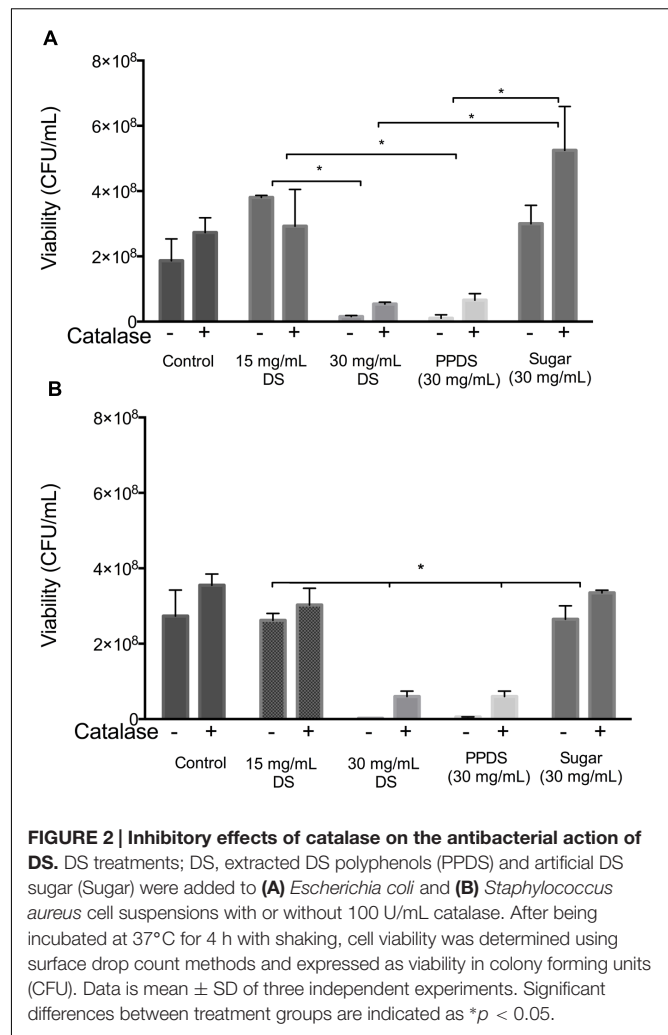 A
8×10⁸
6×10⁸
4×10⁸
2×10⁸
0
Viability (CFU/mL)
* * * *
Catalase - + - + - + - + - +
Control 15 mg/mL DS 30 mg/mL DS PPDS (30 mg/mL) Sugar (30 mg/mL)
B
8×10⁸
6×10⁸
4×10⁸
2×10⁸
0
Viability (CFU/mL)
*
Catalase - + - + - + - + - +
Control 15 mg/mL DS 30 mg/mL DS PPDS (30 mg/mL) Sugar (30 mg/mL)
FIGURE 2 | Inhibitory effects of catalase on the antibacterial action of
DS. DS treatments; DS, extracted DS polyphenols (PPDS) and artificial DS
sugar (Sugar) were added to (A) Escherichia coli and (B) Staphylococcus
aureus cell suspensions with or without 100 U/mL catalase. After being
incubated at 37°C for 4 h with shaking, cell viability was determined using
surface drop count methods and expressed as viability in colony forming units
(CFU). Data is mean ± SD of three independent experiments. Significant
differences between treatment groups are indicated as *p < 0.05.